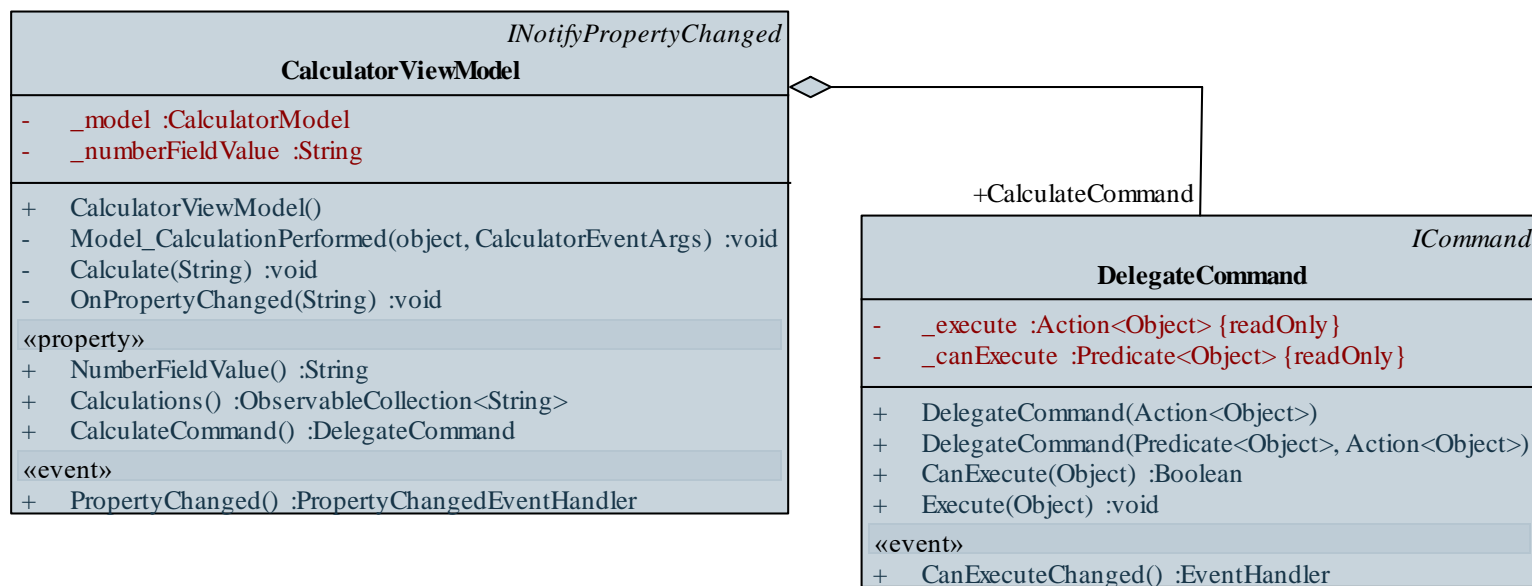 INotifyPropertyChanged
CalculatorViewModel
- _model :CalculatorModel
- _numberFieldValue :String
+ CalculatorViewModel()
- Model_CalculationPerformed(object, CalculatorEventArgs) :void
- Calculate(String) :void
- OnPropertyChanged(String) :void
«property»
+ NumberFieldValue() :String
+ Calculations() :ObservableCollection<String>
+ CalculateCommand() :DelegateCommand
«event»
+ PropertyChanged() :PropertyChangedEventHandler
+CalculateCommand
ICommand
DelegateCommand
- _execute :Action<Object> {readOnly}
- _canExecute :Predicate<Object> {readOnly}
+ DelegateCommand(Action<Object>)
+ DelegateCommand(Predicate<Object>, Action<Object>)
+ CanExecute(Object) :Boolean
+ Execute(Object) :void
«event»
+ CanExecuteChanged() :EventHandler